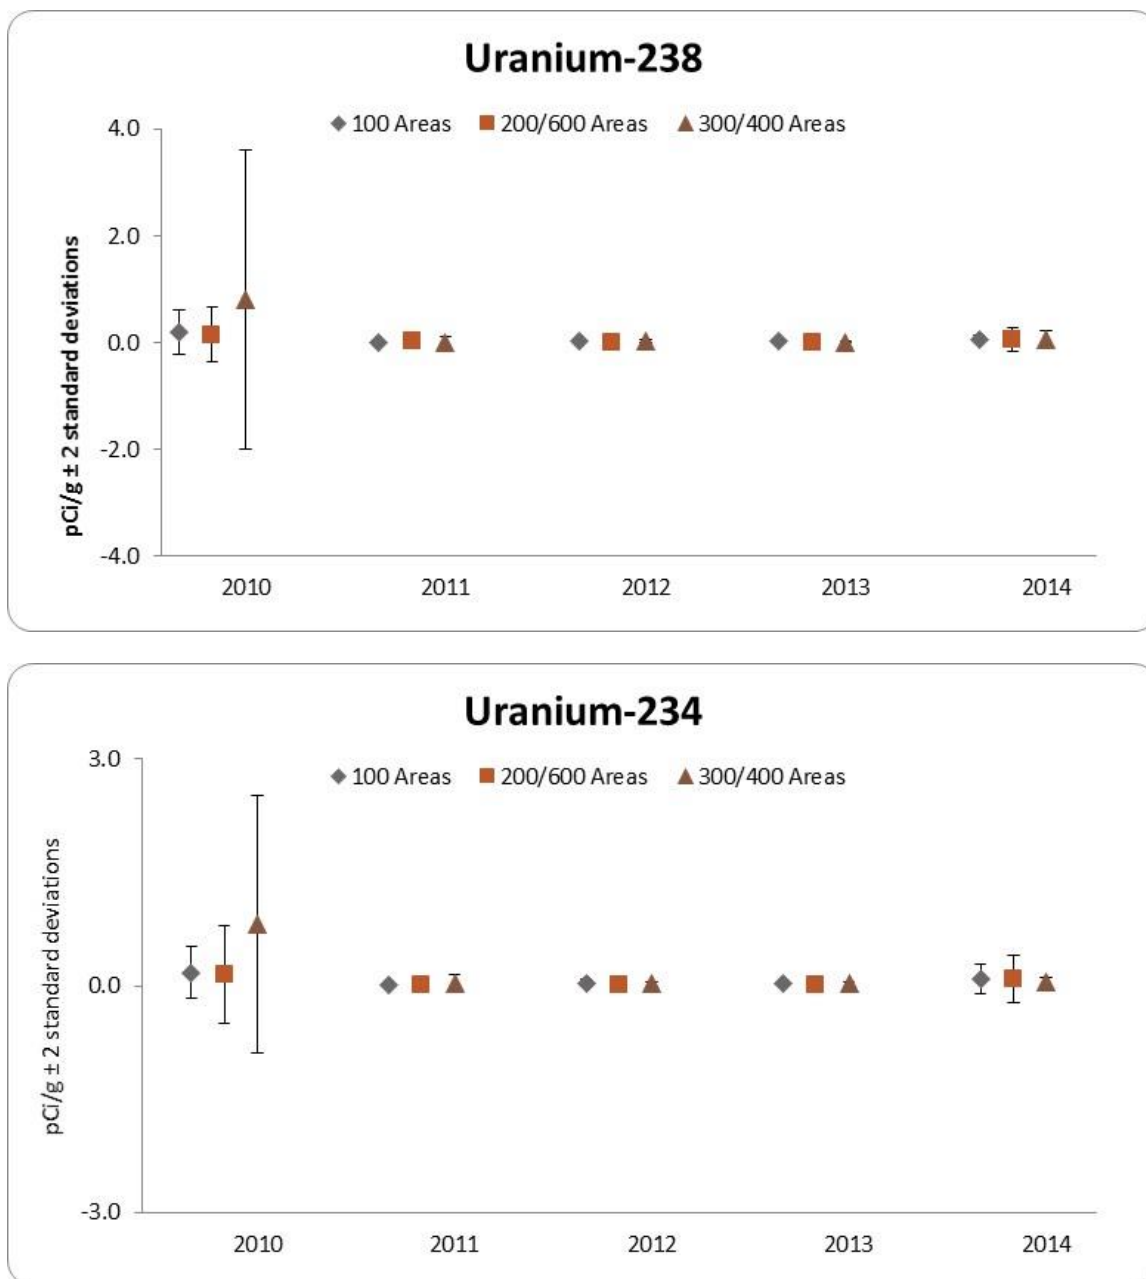 Uranium-238
100 Areas 200/600 Areas 300/400 Areas
4.0
2.0
0.0
-2.0
-4.0
pCi/g ± 2 standard deviations
2010 2011 2012 2013 2014
Uranium-234
100 Areas 200/600 Areas 300/400 Areas
3.0
0.0
-3.0
pCi/g ± 2 standard deviations
2010 2011 2012 2013 2014